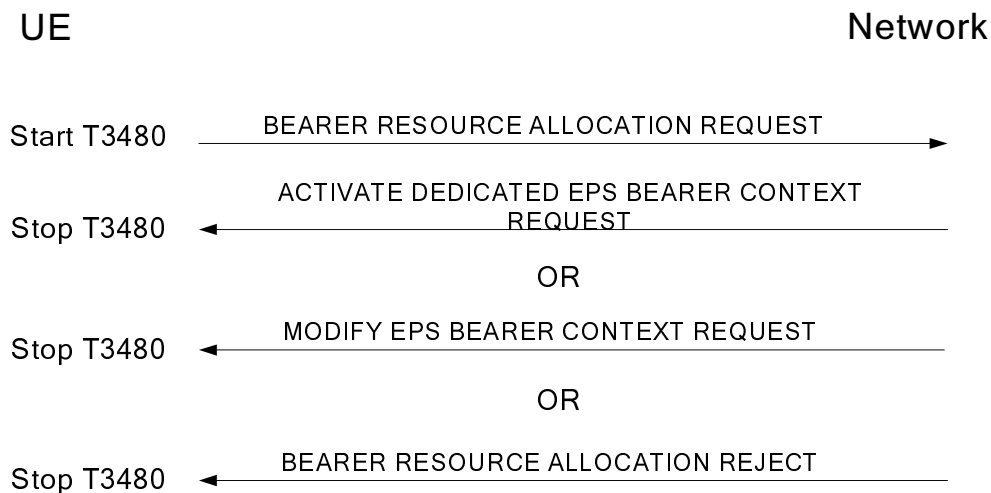 UE
Network
Start T3480
BEARER RESOURCE ALLOCATION REQUEST
ACTIVATE DEDICATED EPS BEARER CONTEXT
REQUEST
Stop T3480
OR
MODIFY EPS BEARER CONTEXT REQUEST
Stop T3480
OR
BEARER RESOURCE ALLOCATION REJECT
Stop T3480